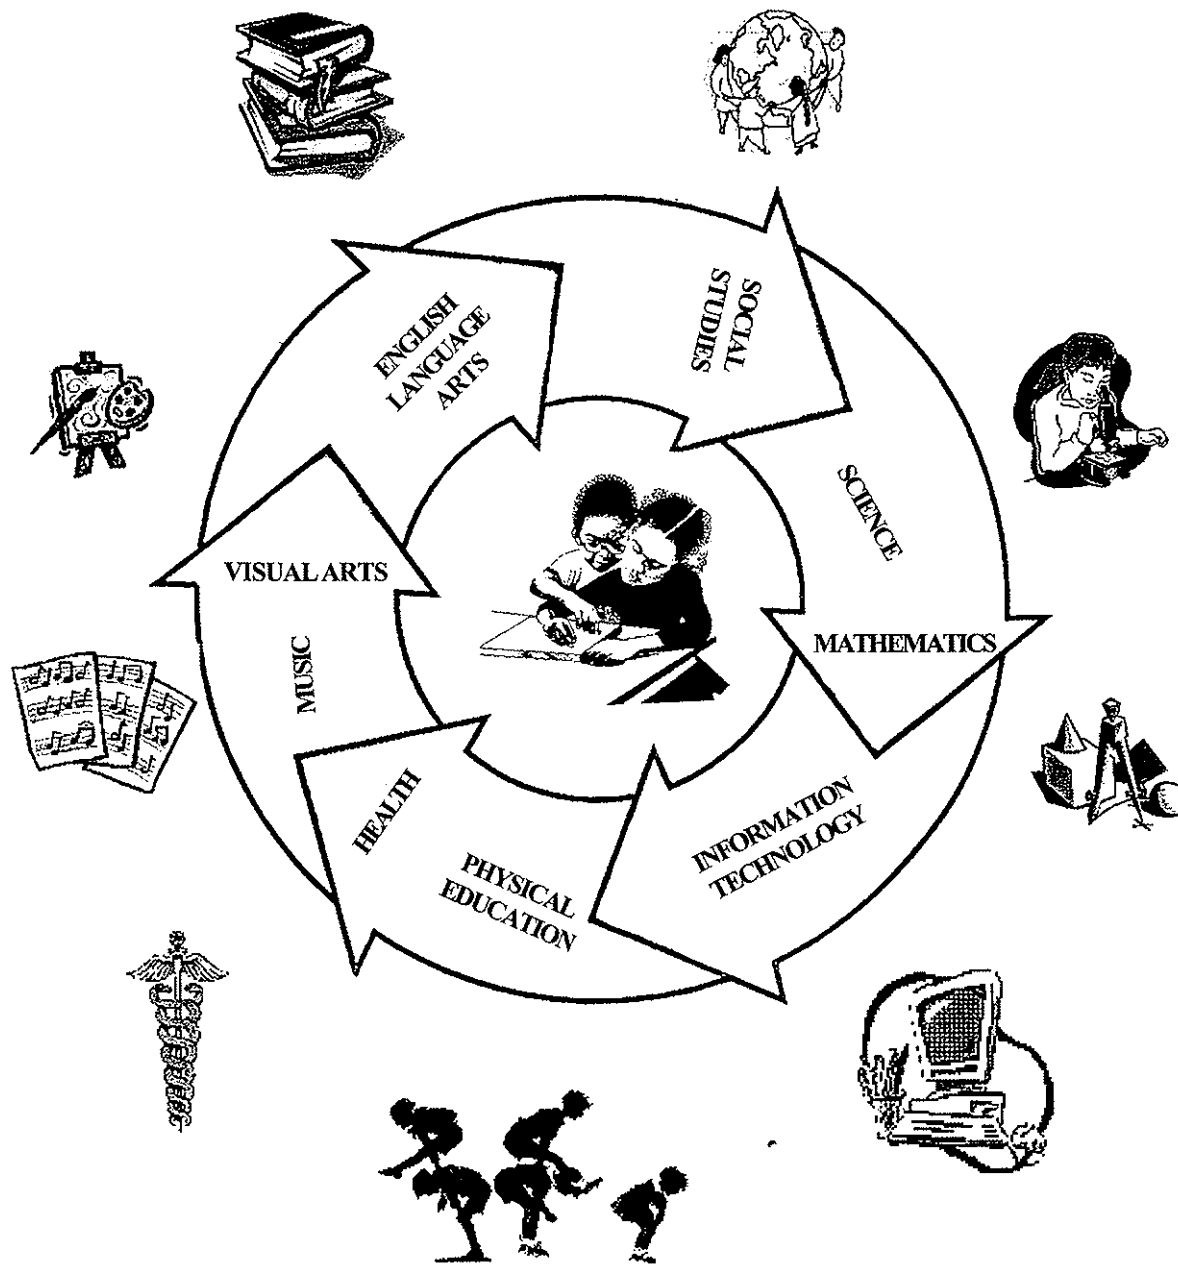 ENGLISH
LANGUAGE
ARTS
SOCIAL
STUDIES
SCIENCE
MATHEMATICS
INFORMATION
TECHNOLOGY
PHYSICAL
EDUCATION
HEALTH
MUSIC
VISUAL ARTS